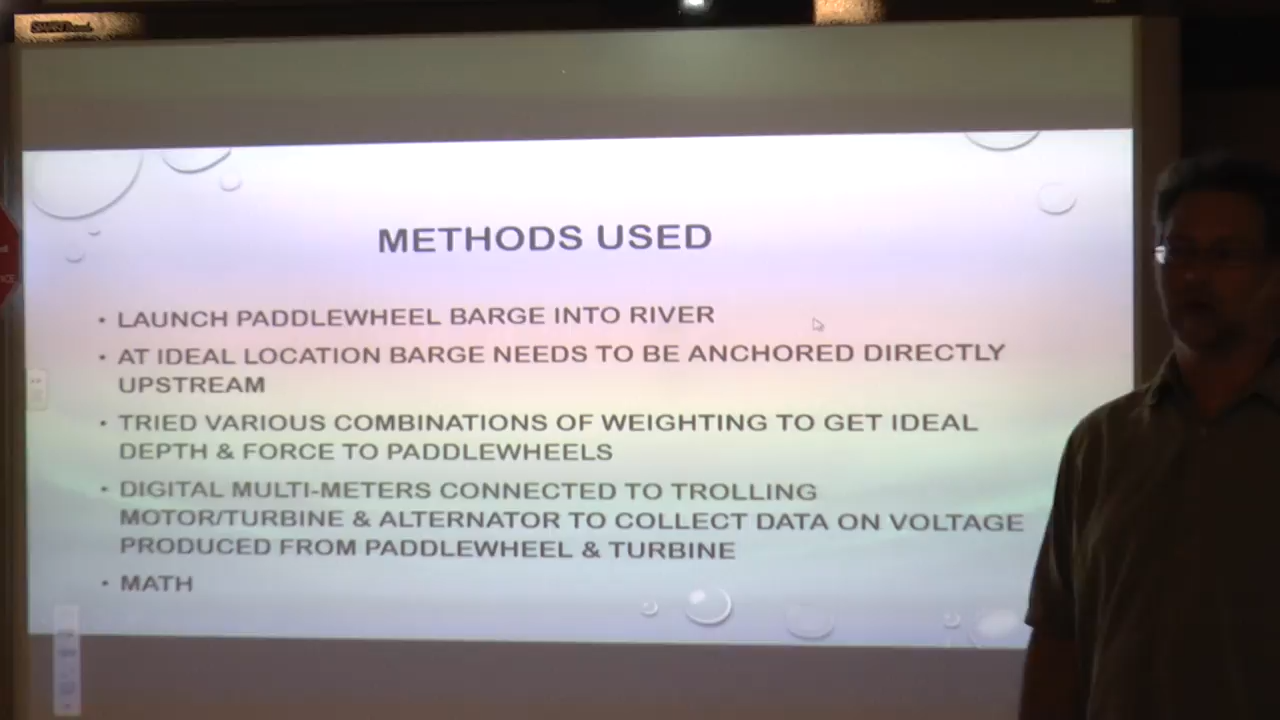 METHODS USED
• LAUNCH PADDLEWHEEL BARGE INTO RIVER
• AT IDEAL LOCATION BARGE NEEDS TO BE ANCHORED DIRECTLY
UPSTREAM
• TRIED VARIOUS COMBINATIONS OF WEIGHTING TO GET IDEAL
DEPTH & FORCE TO PADDLEWHEELS
• DIGITAL MULTI-METERS CONNECTED TO TROLLING
MOTOR/TURBINE & ALTERNATOR TO COLLECT DATA ON VOLTAGE
PRODUCED FROM PADDLEWHEEL & TURBINE
• MATH